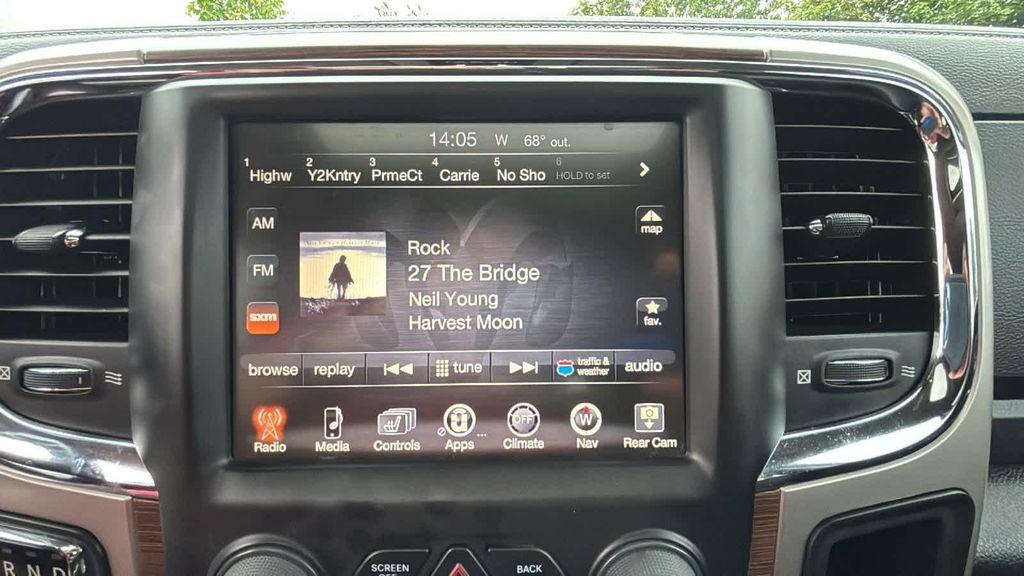 14:05 W 68° out.
1 2 3 4 5 6
Highw Y2Kntry PrmeCt Carrie No Sho HOLD to set
AM
FM
sxm
Rock
27 The Bridge
Neil Young
Harvest Moon
map
fav.
browse replay tune traffic & weather audio
OFF W
Radio Media Controls Apps ... Climate Nav Rear Cam
SCREEN
OFF
BACK
R N D